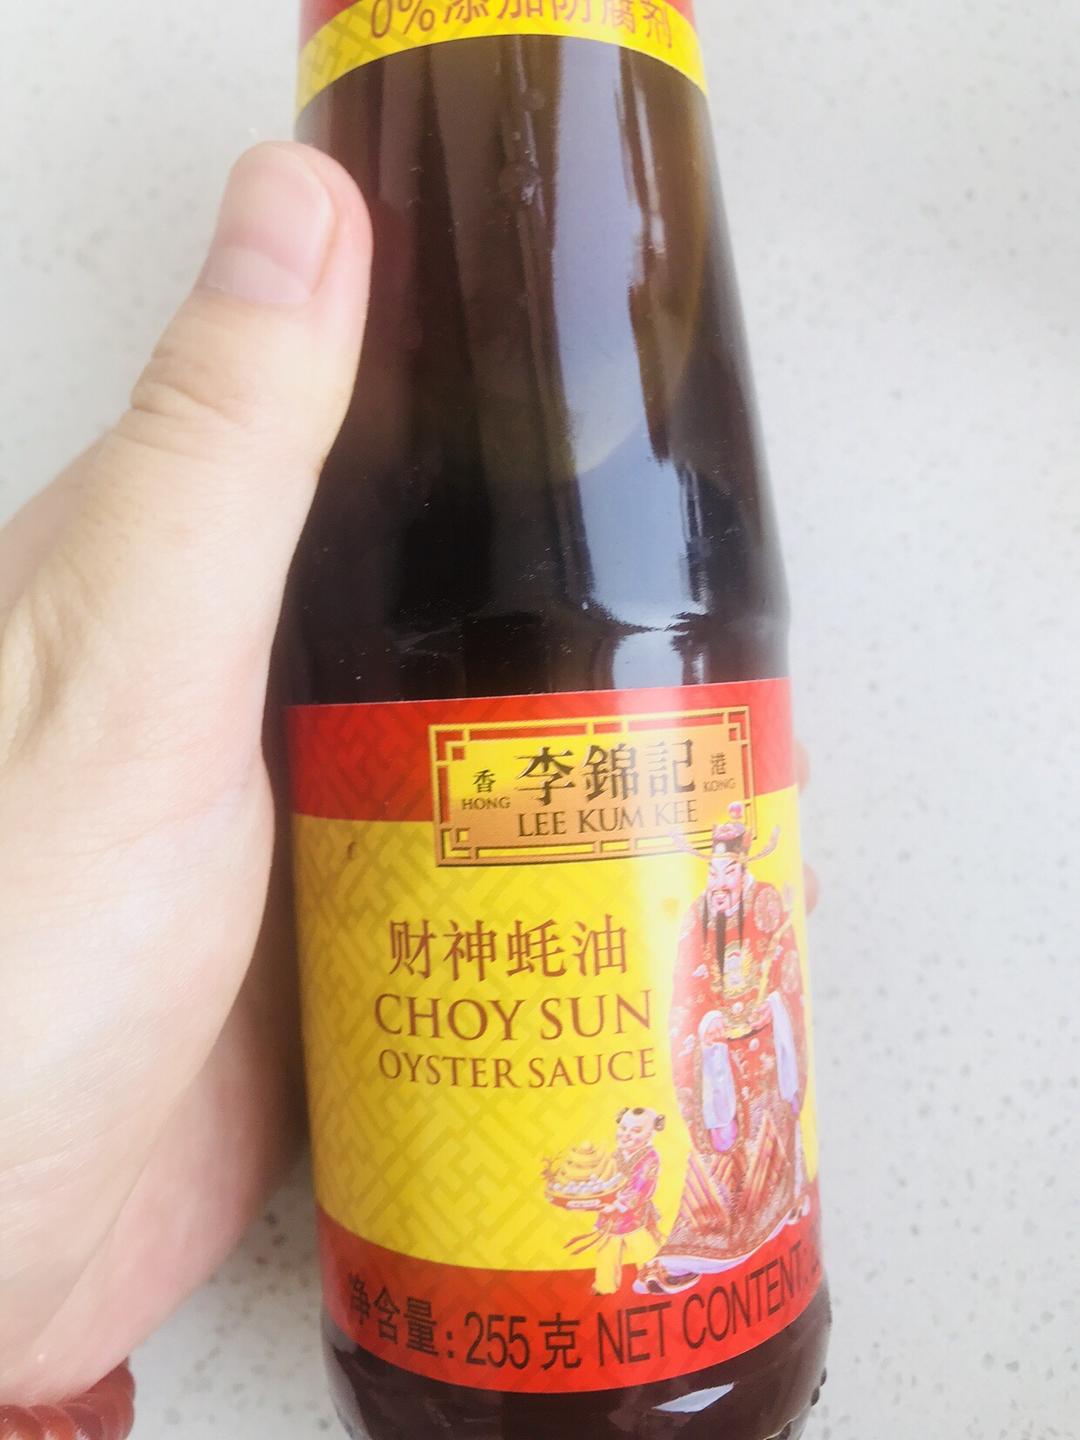 0%添加防腐剂
香 李錦記 港
HONG LEE KUM KEE KONG
财神蚝油
CHOY SUN
OYSTER SAUCE
净含量:255克 NET CONTENT: